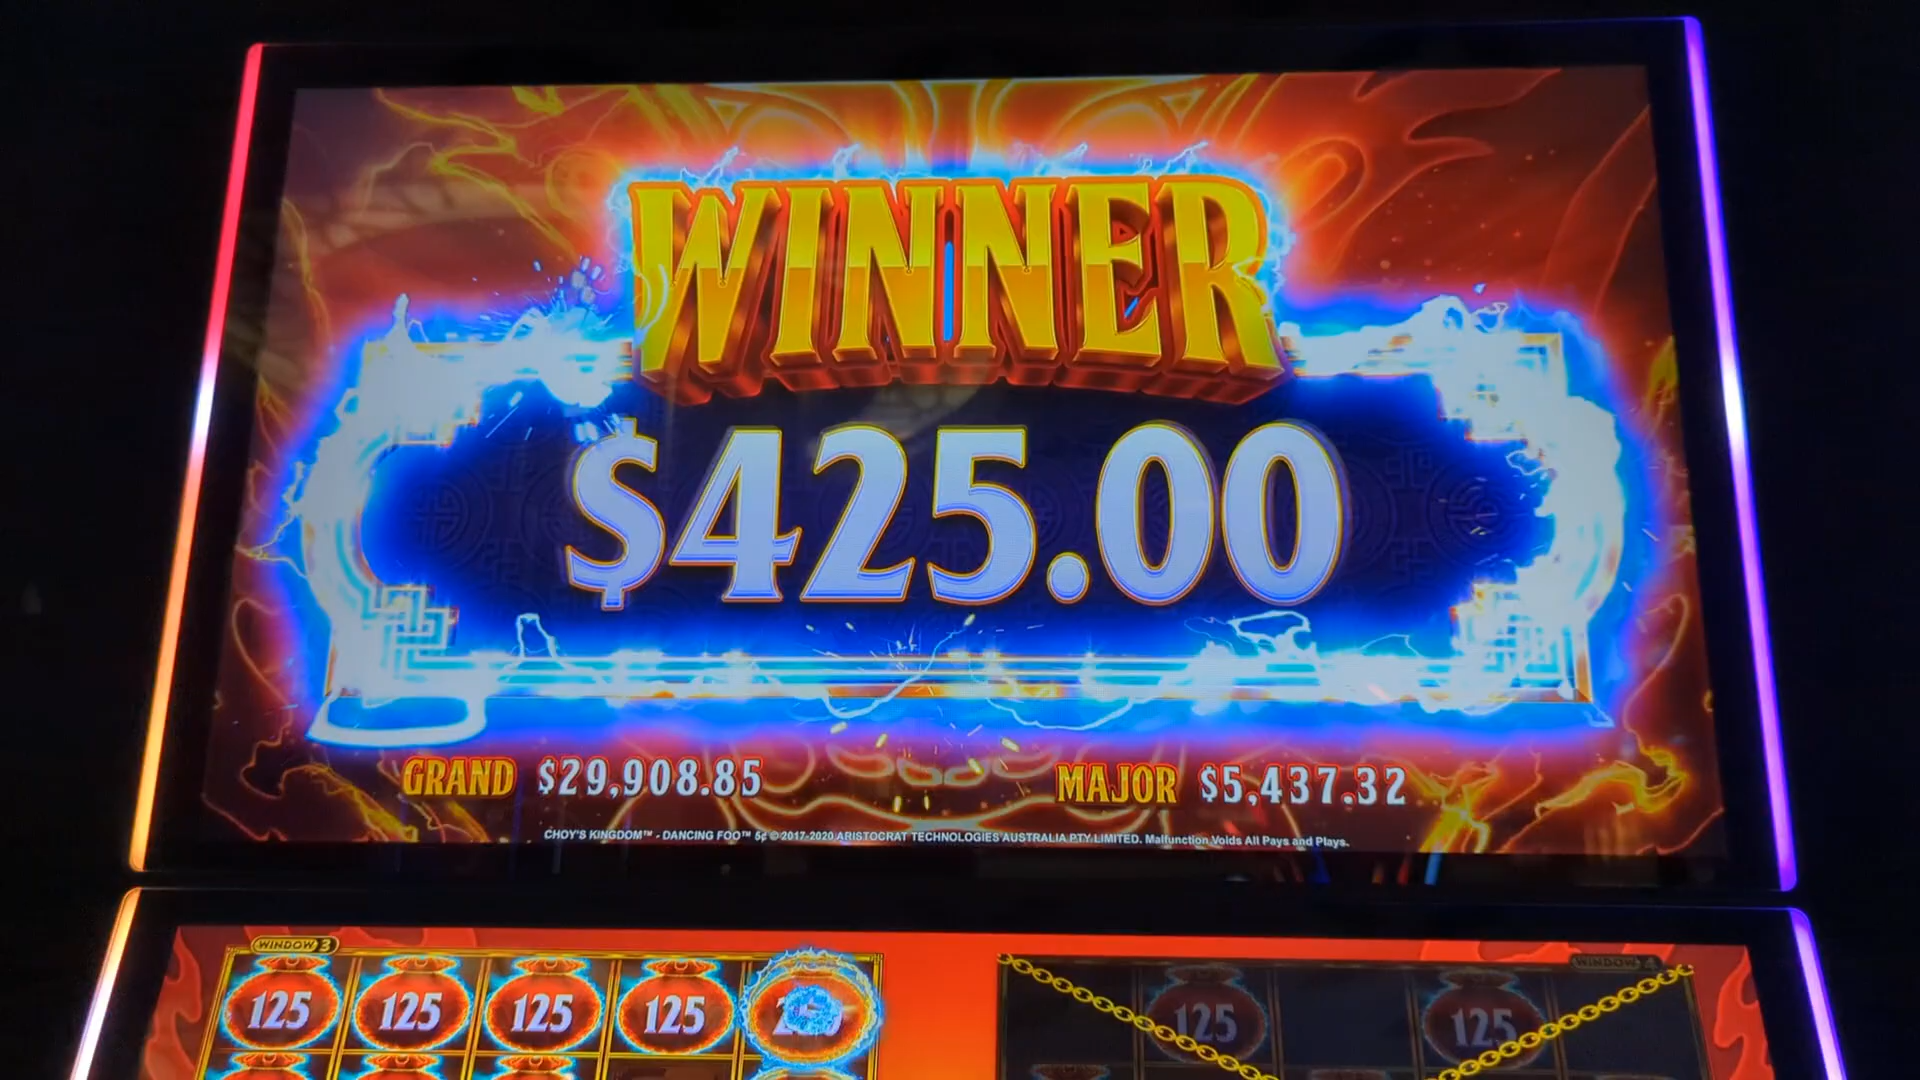 WINNER
$425.00
GRAND $29,908.85
MAJOR $5,437.32
CHOY'S KINGDOM™ - DANCING FOO™ 5¢ © 2017-2020 ARISTOCRAT TECHNOLOGIES AUSTRALIA PTY LIMITED. Malfunction Voids All Pays and Plays.
WINDOW 3
WINDOW 4
125 125 125 125
125 125